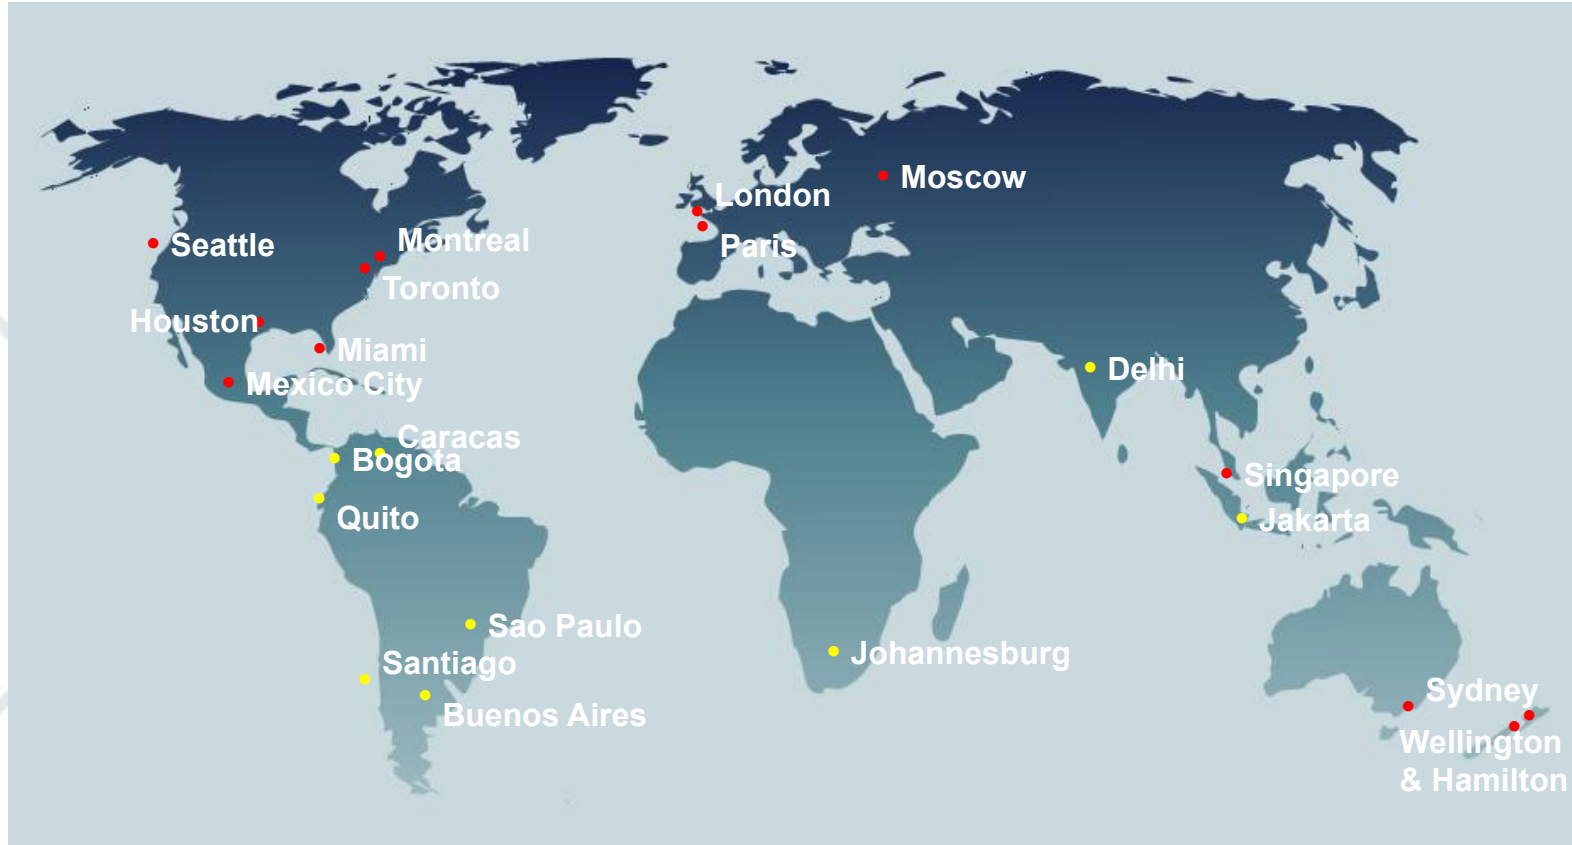 Moscow
London
Paris
Seattle
Montreal
Toronto
Houston
Miami
Mexico City
Delhi
Caracas
Bogota
Quito
Singapore
Jakarta
Sao Paulo
Santiago
Johannesburg
Buenos Aires
Sydney
Wellington
& Hamilton